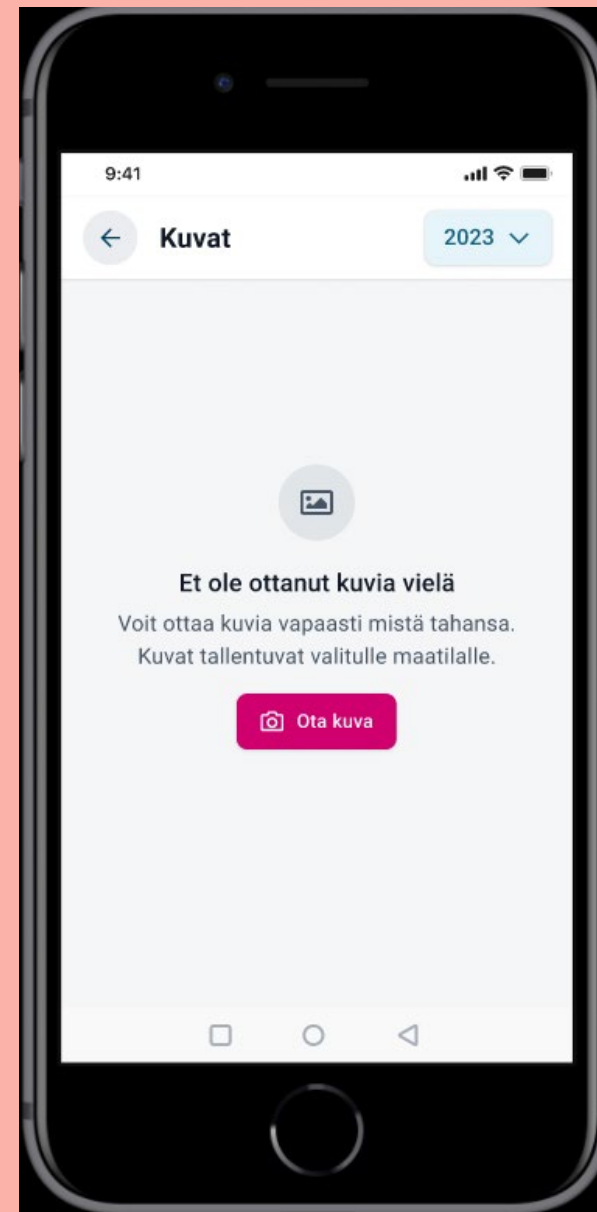 9:41
Kuvat
2023
Et ole ottanut kuvia vielä
Voit ottaa kuvia vapaasti mistä tahansa.
Kuvat tallentuvat valitulle maatilalle.
Ota kuva